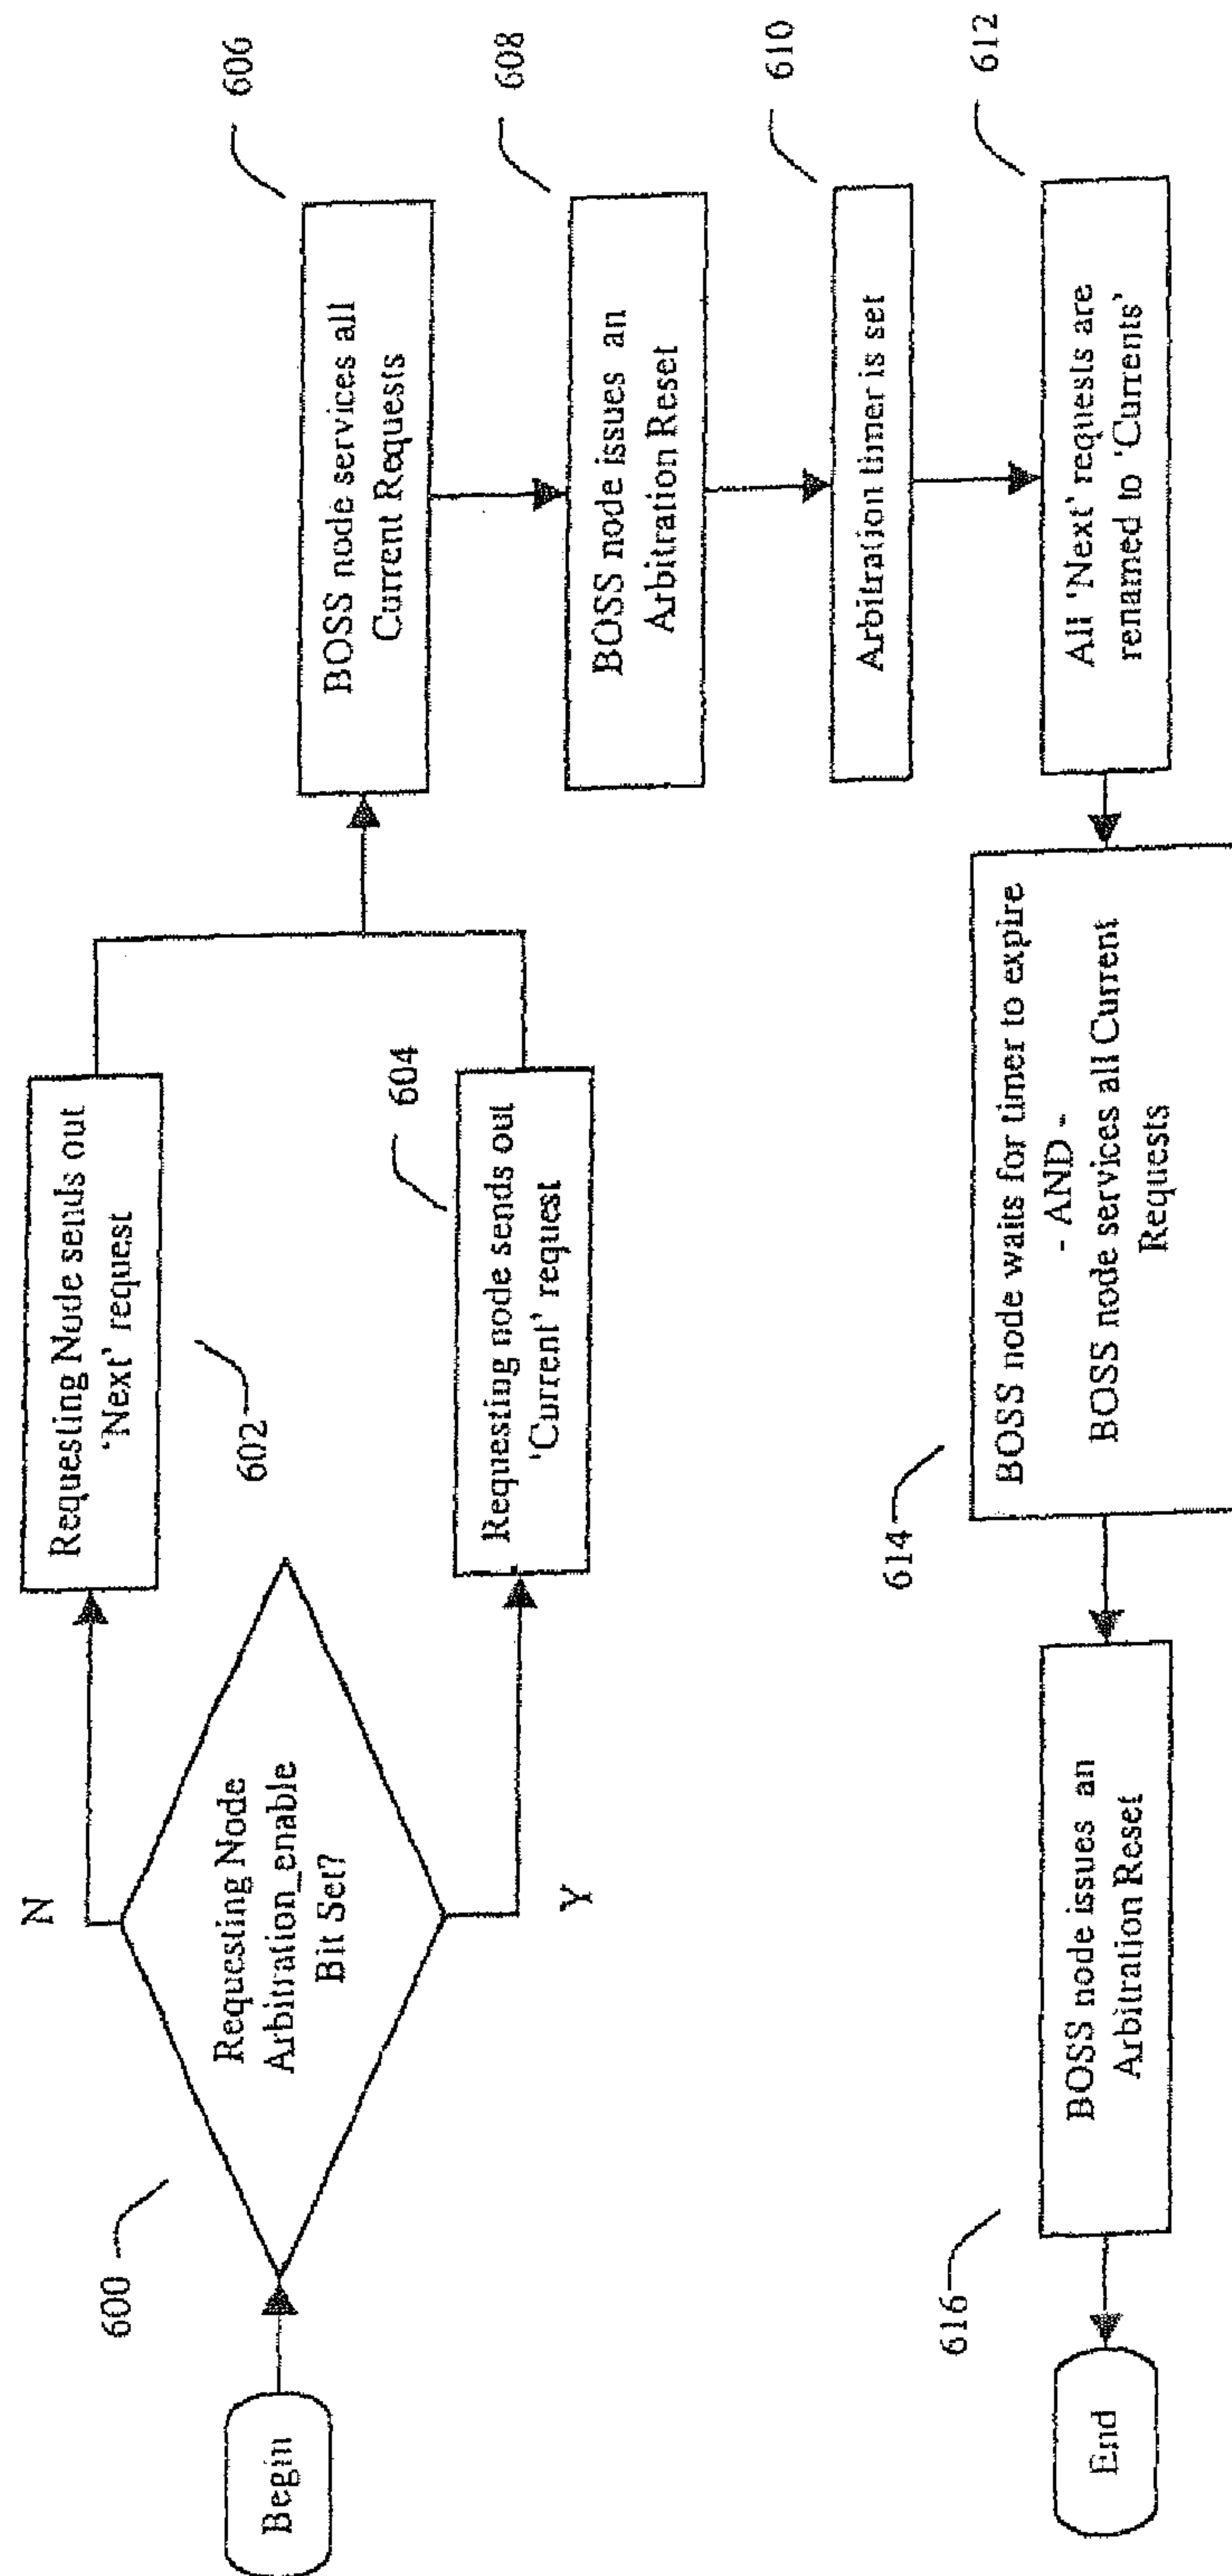 Begin
600
Requesting Node
Arbitration_enable
Bit Set?
N
Y
Requesting Node sends out
'Next' request
602
604
Requesting node sends out
'Current' request
606
BOSS node services all
Current Requests
608
BOSS node issues an
Arbitration Reset
610
Arbitration timer is set
612
All 'Next' requests are
renamed to 'Currents'
614
BOSS node waits for timer to expire
- AND -
BOSS node services all Current
Requests
616
BOSS node issues an
Arbitration Reset
End